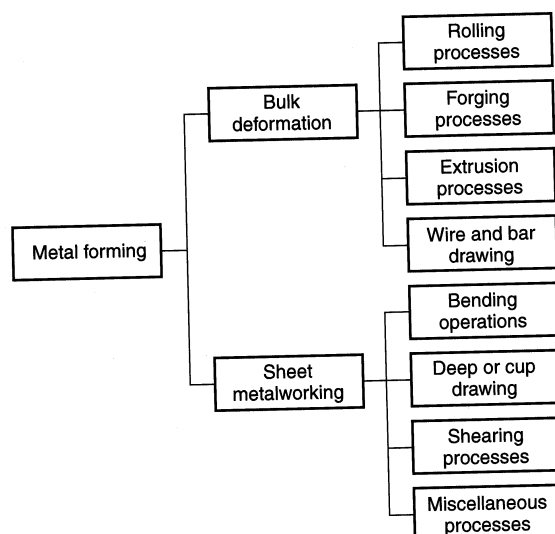 Rolling
processes
Bulk
deformation
Forging
processes
Extrusion
processes
Wire and bar
drawing
Metal forming
Bending
operations
Sheet
metalworking
Deep or cup
drawing
Shearing
processes
Miscellaneous
processes